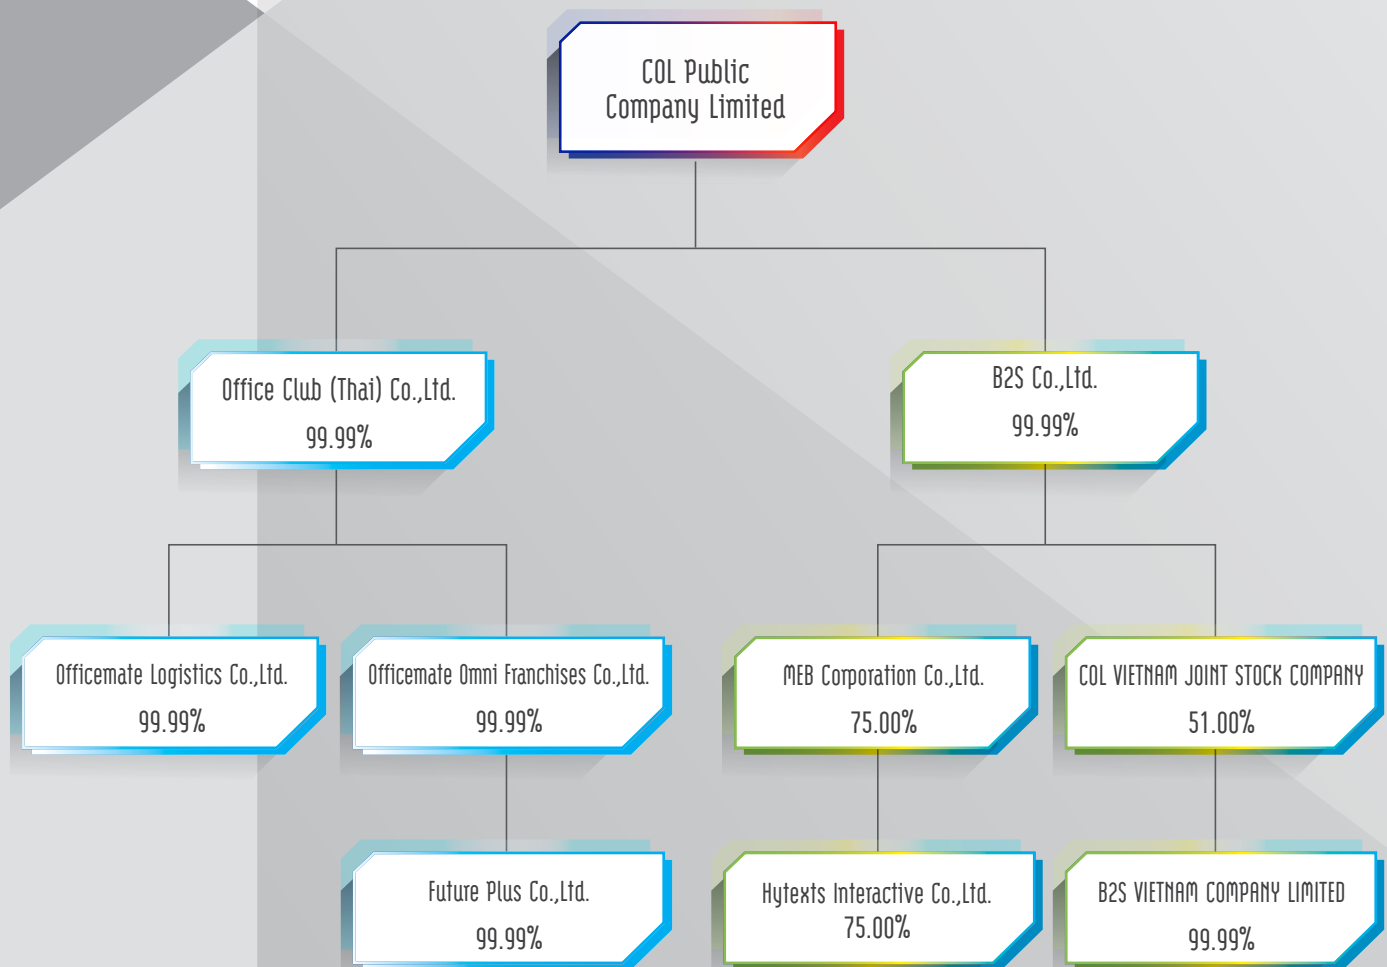 COL Public
Company Limited
Office Club (Thai) Co.,Ltd.
99.99%
B2S Co.,Ltd.
99.99%
Officemate Logistics Co.,Ltd.
99.99%
Officemate Omni Franchises Co.,Ltd.
99.99%
MEB Corporation Co.,Ltd.
75.00%
COL VIETNAM JOINT STOCK COMPANY
51.00%
Future Plus Co.,Ltd.
99.99%
Hytexts Interactive Co.,Ltd.
75.00%
B2S VIETNAM COMPANY LIMITED
99.99%